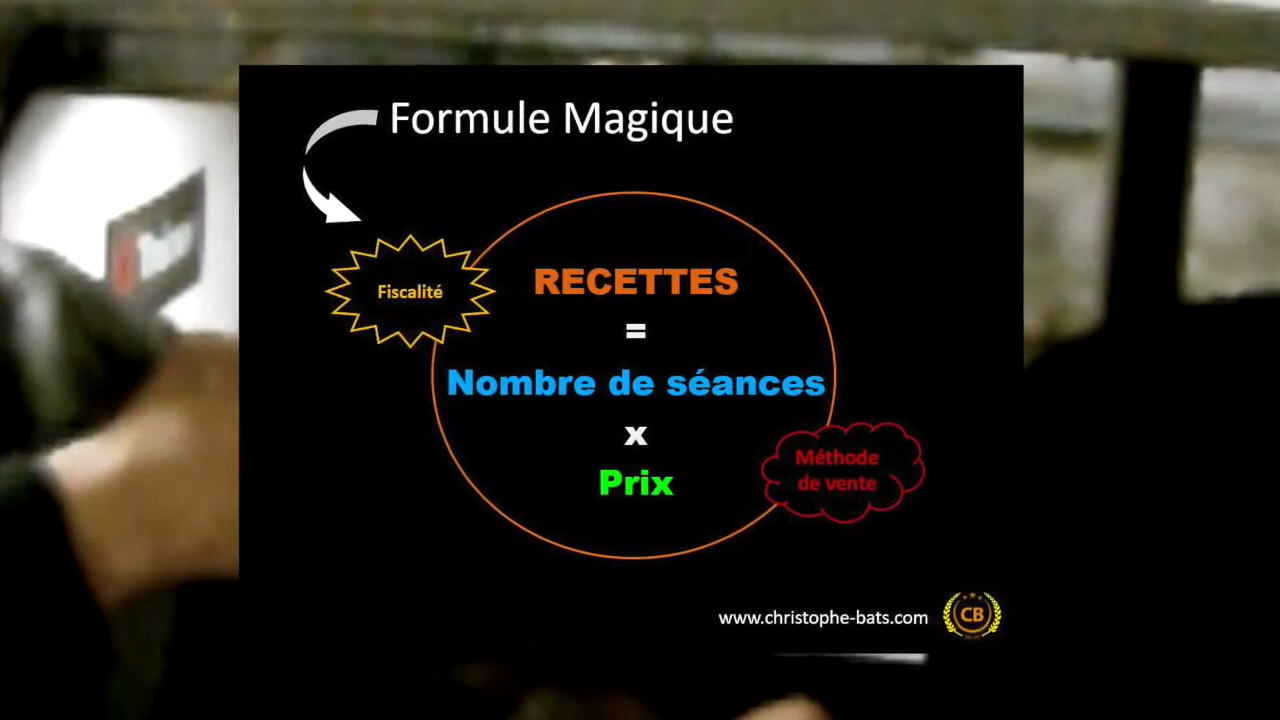 Formule Magique
Fiscalité
RECETTES
=
Nombre de séances
x
Prix
Méthode
de vente
www.christophe-bats.com
CB